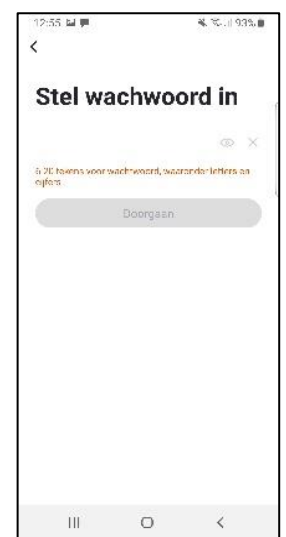 12:55 93%
Stel wachwoord in
6-20 tekens voor wachtwoord, waaronder letters en
cijfers
Doorgaan